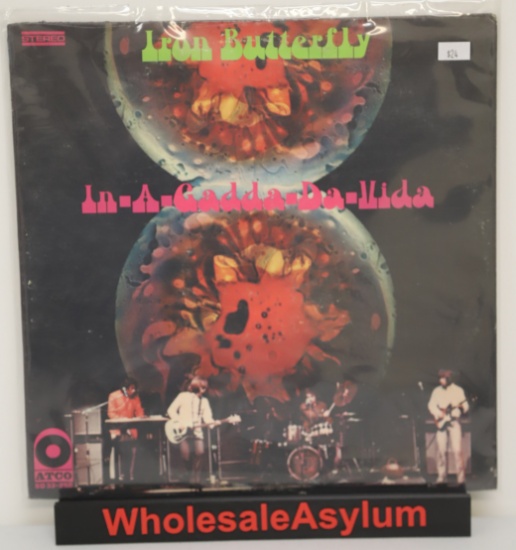 STEREO
Iron Butterfly
In-A-Gadda-Da-Vida
ATCO
WholesaleAsylum